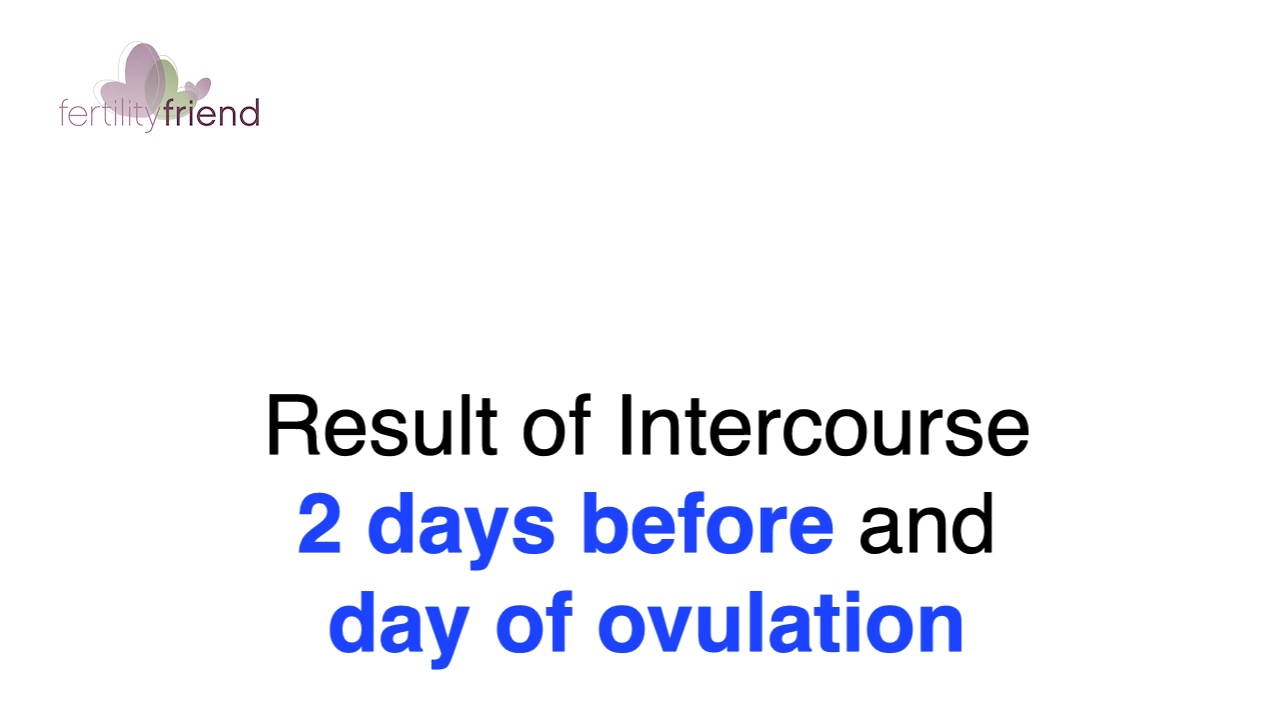 fertilityfriend
Result of Intercourse
2 days before and
day of ovulation